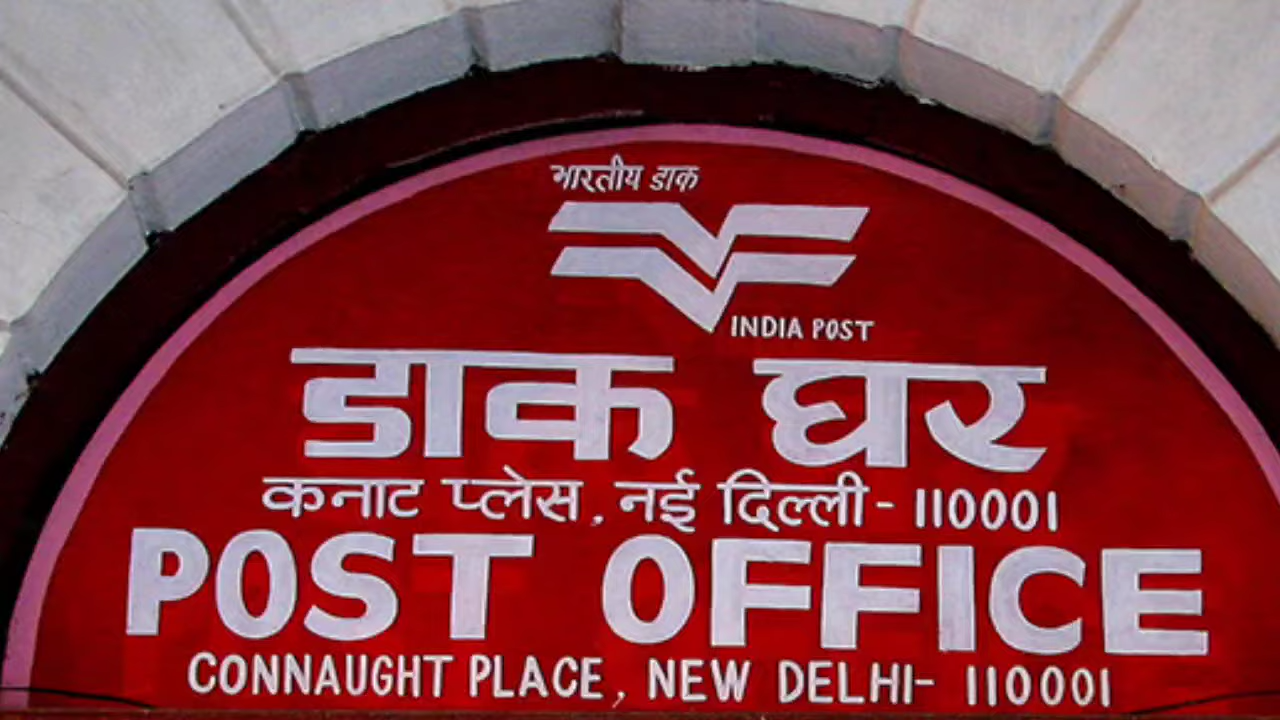 भारतीय डाक
INDIA POST
डाक घर
कनाट प्लेस, नई दिल्ली - 110001
POST OFFICE
CONNAUGHT PLACE, NEW DELHI- 110001